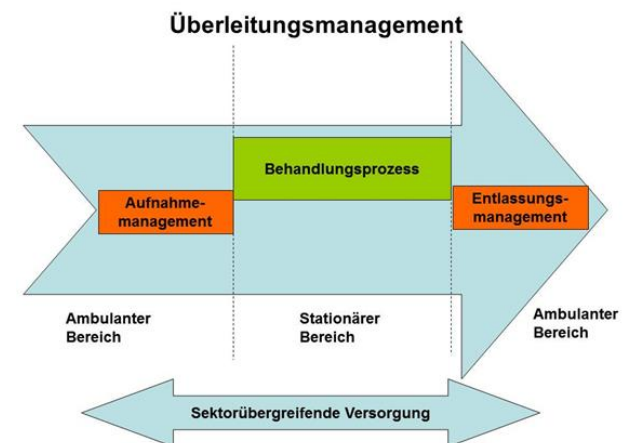 Überleitungsmanagement
Behandlungsprozess
Aufnahme-
management
Entlassungs-
management
Ambulanter
Bereich
Stationärer
Bereich
Ambulanter
Bereich
Sektorübergreifende Versorgung